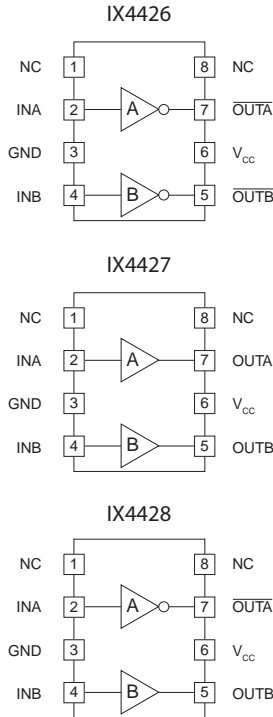 IX4426
NC 1 8 NC
INA 2 A 7 OUTA
GND 3 6 Vcc
INB 4 B 5 OUTB
IX4427
NC 1 8 NC
INA 2 A 7 OUTA
GND 3 6 Vcc
INB 4 B 5 OUTB
IX4428
NC 1 8 NC
INA 2 A 7 OUTA
GND 3 6 Vcc
INB 4 B 5 OUTB